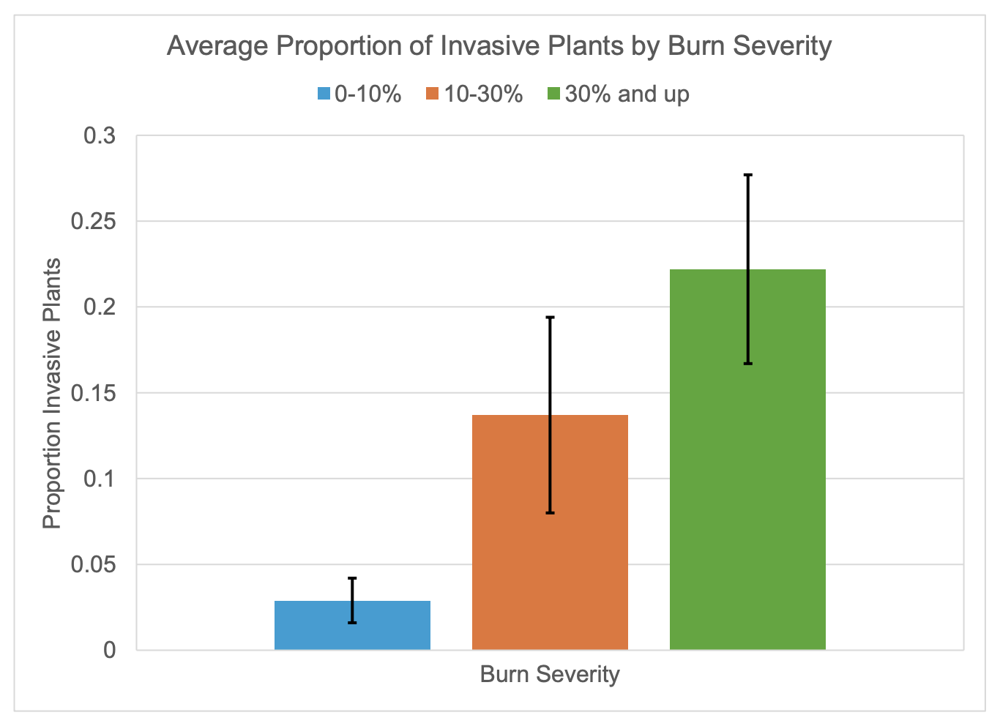 Average Proportion of Invasive Plants by Burn Severity
0-10% 10-30% 30% and up
0.3
0.25
0.2
0.15
0.1
0.05
0
Proportion Invasive Plants
Burn Severity